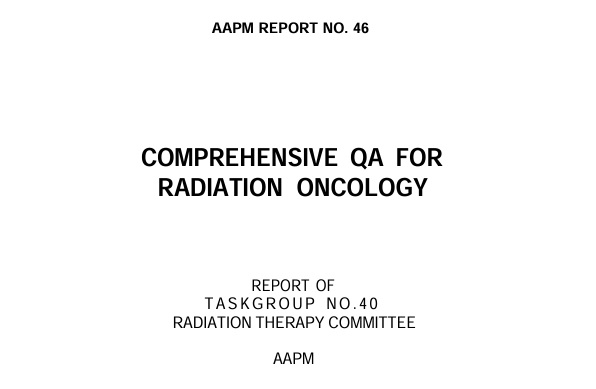 AAPM REPORT NO. 46
COMPREHENSIVE QA FOR
RADIATION ONCOLOGY
REPORT OF
TASKGROUP NO.40
RADIATION THERAPY COMMITTEE
AAPM